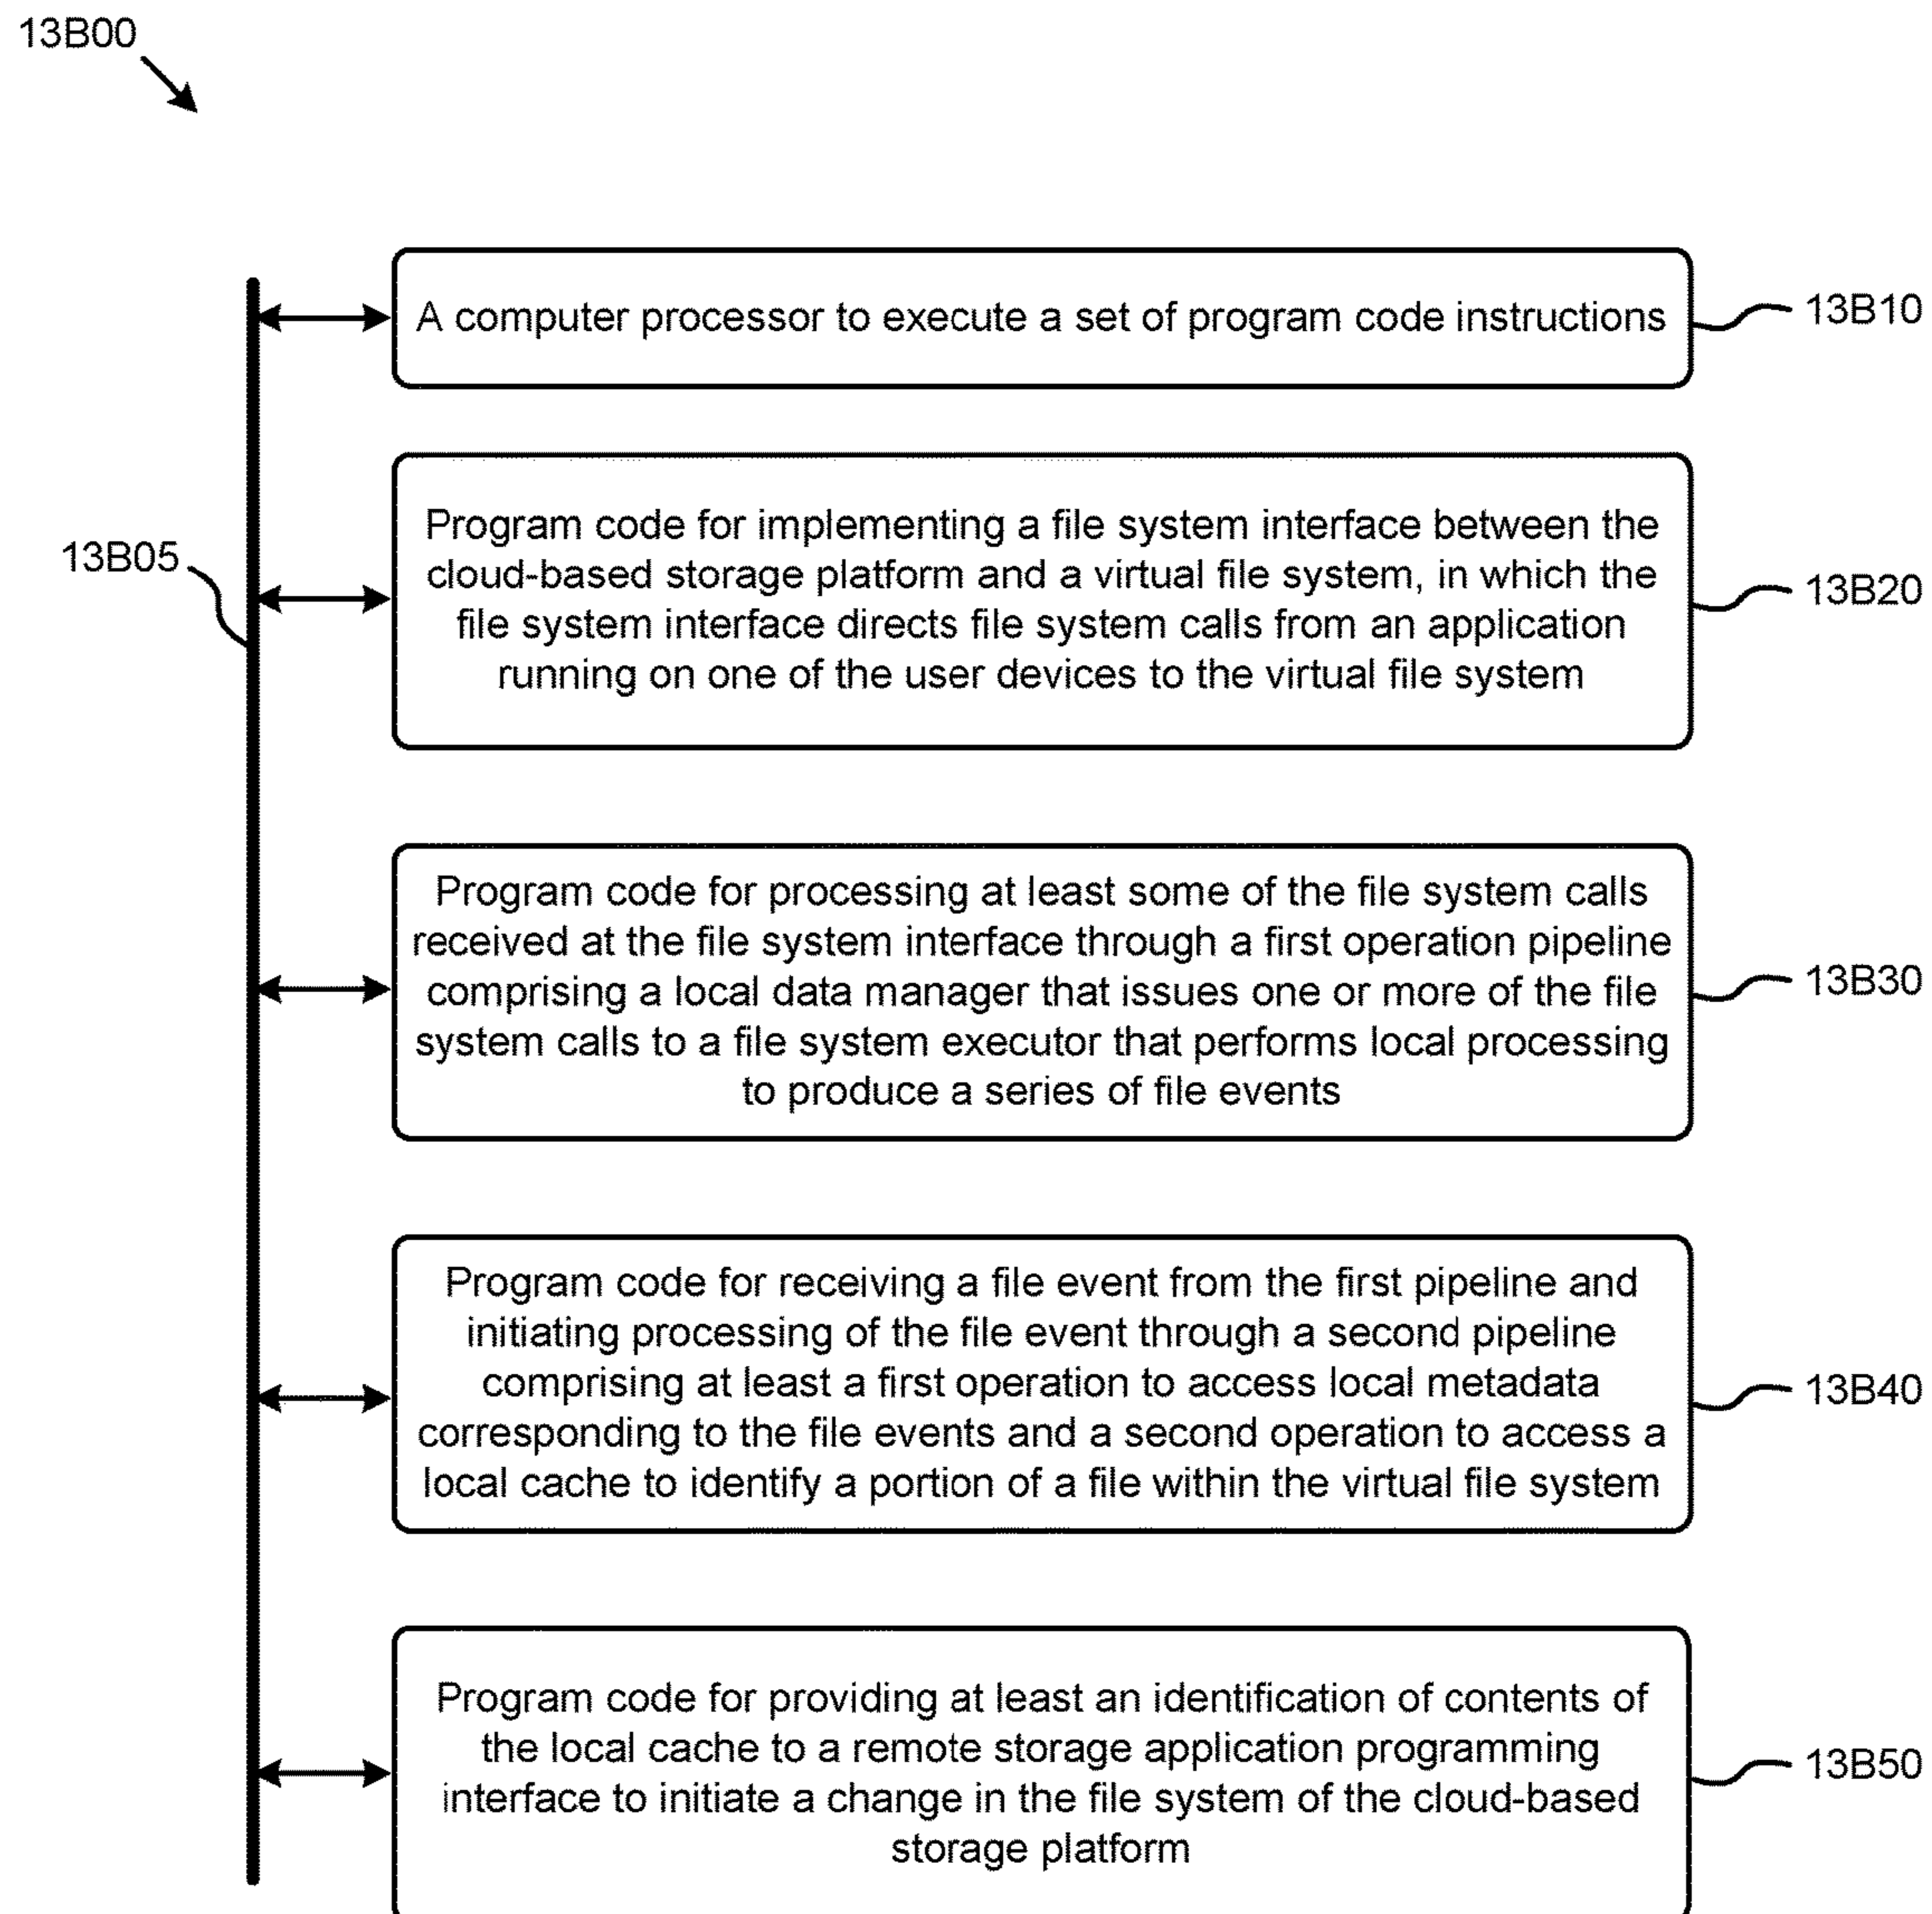 13B00
A computer processor to execute a set of program code instructions
13B10
Program code for implementing a file system interface between the
cloud-based storage platform and a virtual file system, in which the
file system interface directs file system calls from an application
running on one of the user devices to the virtual file system
13B05
13B20
Program code for processing at least some of the file system calls
received at the file system interface through a first operation pipeline
comprising a local data manager that issues one or more of the file
system calls to a file system executor that performs local processing
to produce a series of file events
13B30
Program code for receiving a file event from the first pipeline and
initiating processing of the file event through a second pipeline
comprising at least a first operation to access local metadata
corresponding to the file events and a second operation to access a
local cache to identify a portion of a file within the virtual file system
13B40
Program code for providing at least an identification of contents of
the local cache to a remote storage application programming
interface to initiate a change in the file system of the cloud-based
storage platform
13B50